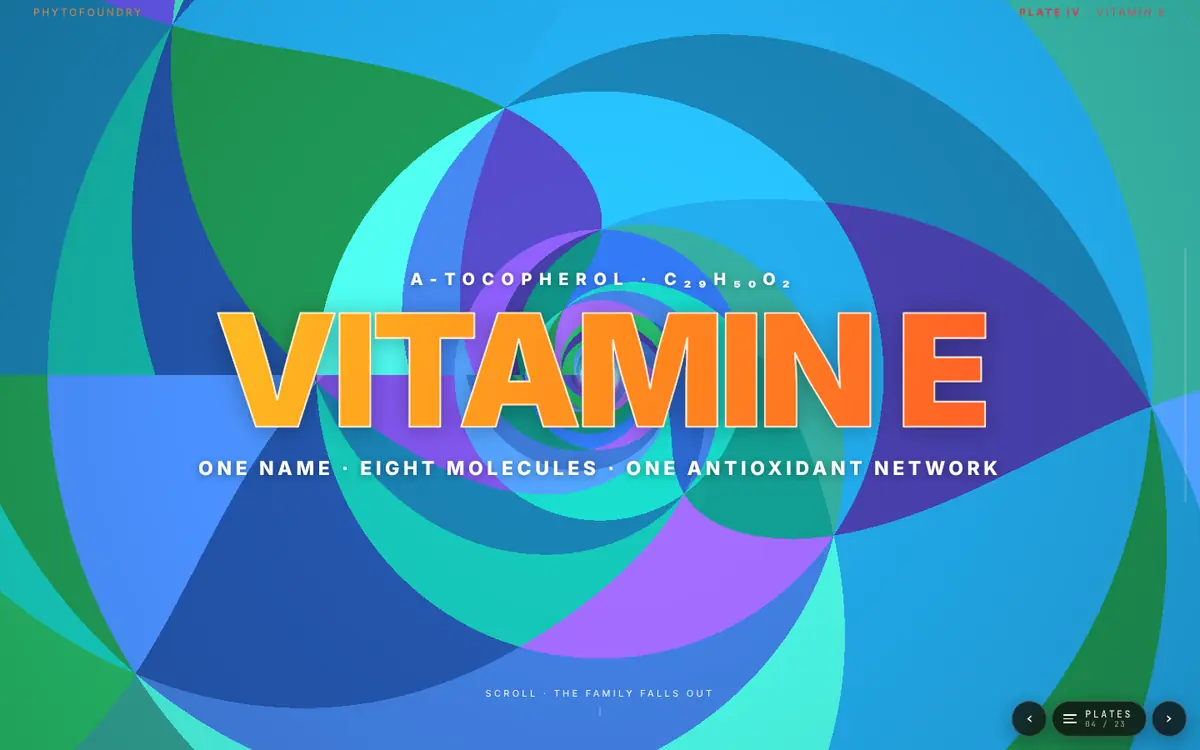 PHYTOFOUNDRY
PLATE IV VITAMIN E
A-TOCOPHEROL · C₂₉H₅₀O₂
VITAMIN E
ONE NAME · EIGHT MOLECULES · ONE ANTIOXIDANT NETWORK
SCROLL · THE FAMILY FALLS OUT
PLATES
04 / 23